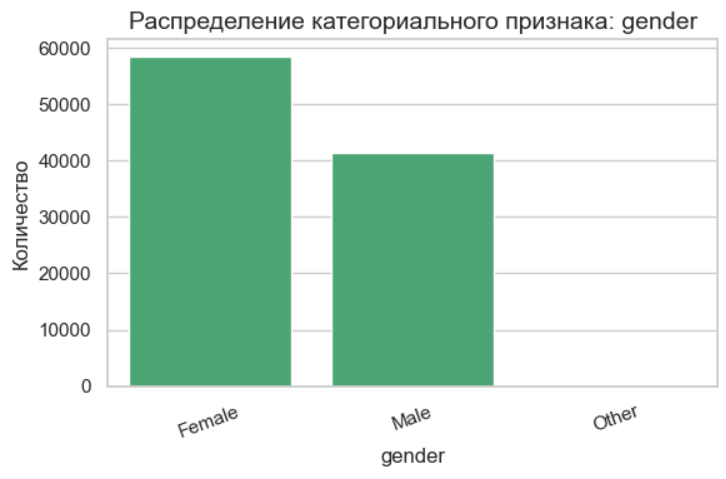 Распределение категориального признака: gender
60000
50000
40000
30000
20000
10000
0
Количество
Female
Male
Other
gender